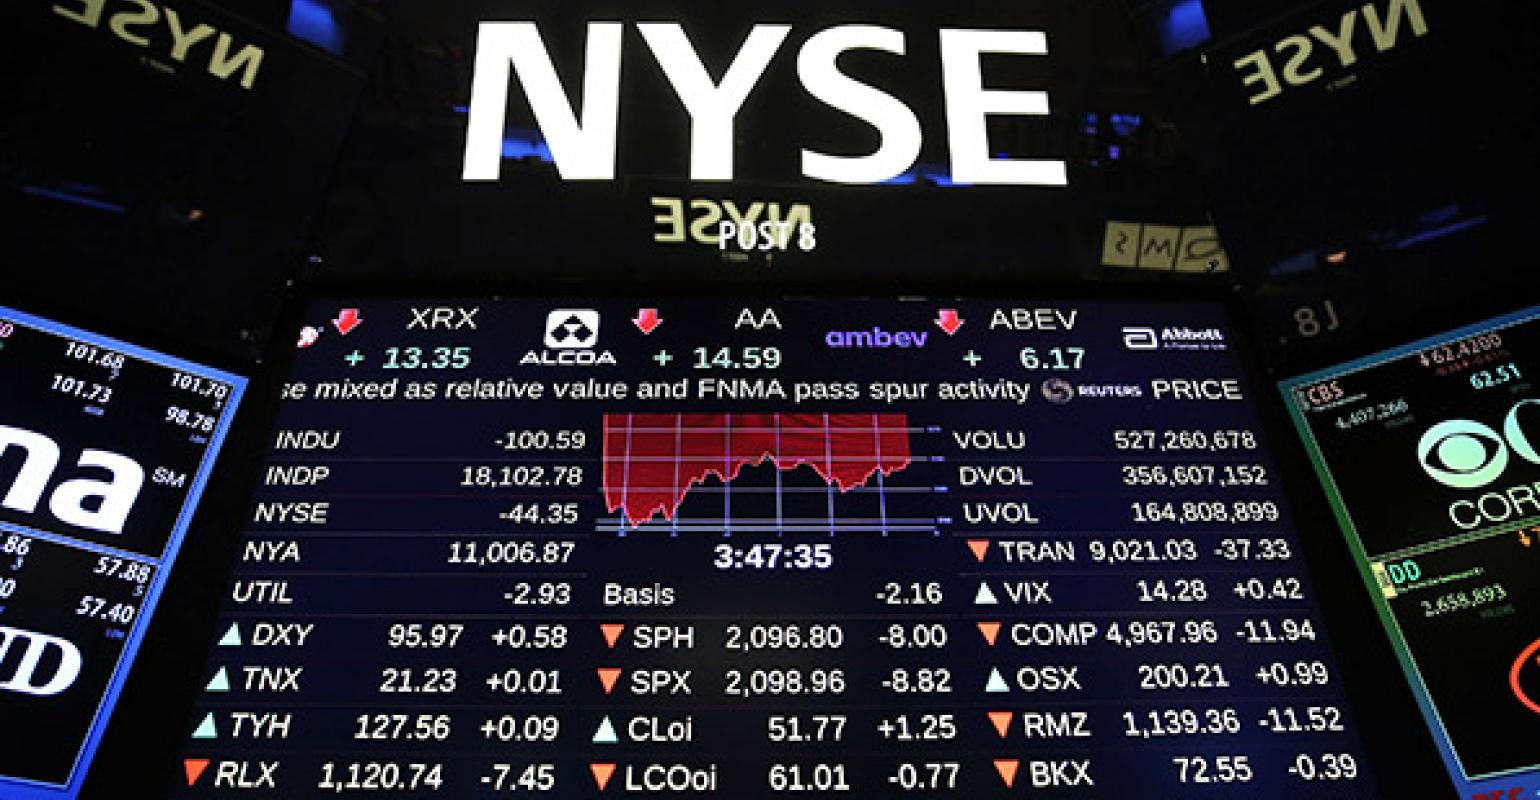 NYSE
NYSE
NYSE
NYSE
POST 8
XRX AA ABEV
+ 13.35 ALCOA + 14.59 ambev + 6.17 Abbott
se mixed as relative value and FNMA pass spur activity REUTERS PRICE
INDU -100.59 VOLU 527,260,678
INDP 18,102.78 DVOL 356,607,152
NYSE -44.35 UVOL 164,808,899
NYA 11,006.87 3:47:35 TRAN 9,021.03 -37.33
UTIL -2.93 Basis -2.16 VIX 14.28 +0.42
DXY 95.97 +0.58 SPH 2,096.80 -8.00 COMP 4,967.96 -11.94
TNX 21.23 +0.01 SPX 2,098.96 -8.82 OSX 200.21 +0.99
TYH 127.56 +0.09 CLoi 51.77 +1.25 RMZ 1,139.36 -11.52
RLX 1,120.74 -7.45 LCOoi 61.01 -0.77 BKX 72.55 -0.39
101.68 101.70
101.73 98.78
na SM
.86 57.88
57.40
CBS 62.4200
62.51
4,407,266
COR
DD
2,658,893